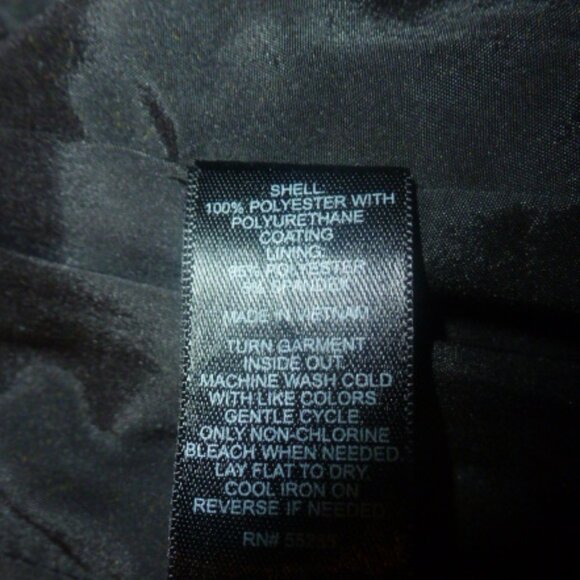 SHELL:
100% POLYESTER WITH
POLYURETHANE
COATING
LINING:
95% POLYESTER
5% SPANDEX
MADE IN VIETNAM
TURN GARMENT
INSIDE OUT.
MACHINE WASH COLD
WITH LIKE COLORS
GENTLE CYCLE.
ONLY NON-CHLORINE
BLEACH WHEN NEEDED.
LAY FLAT TO DRY.
COOL IRON ON
REVERSE IF NEEDED.
RN#